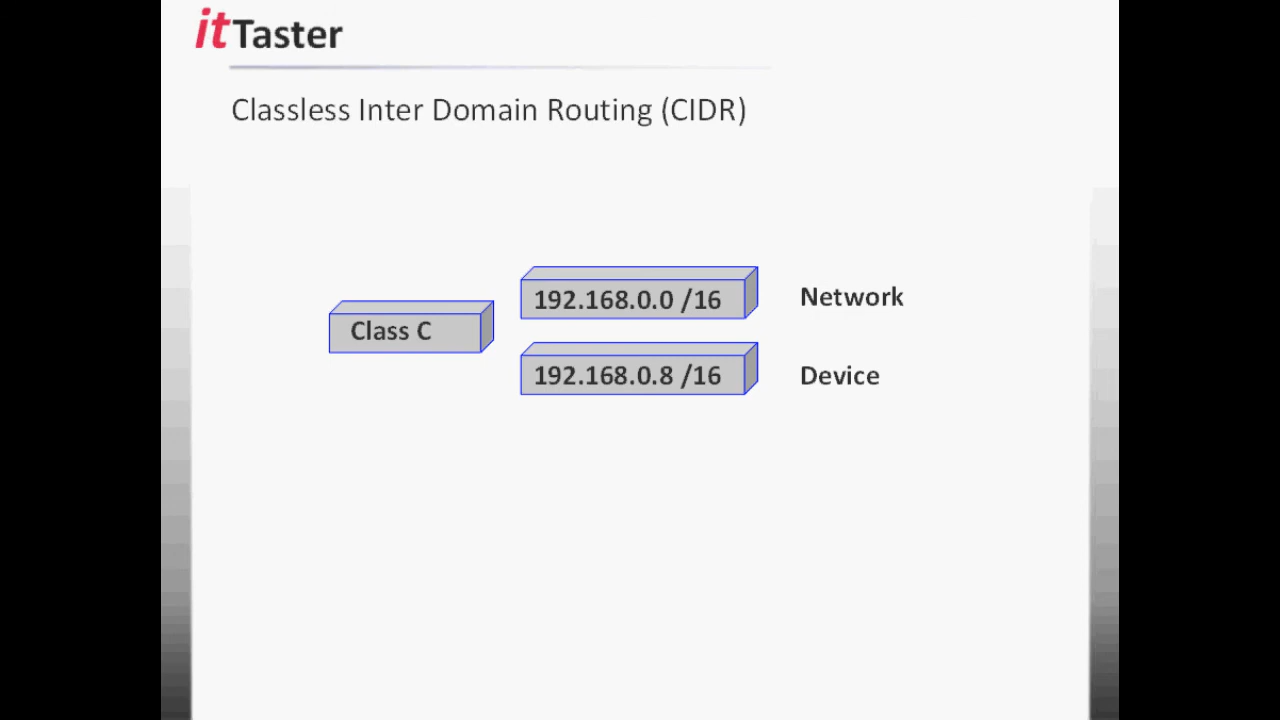 itTaster
Classless Inter Domain Routing (CIDR)
192.168.0.0 /16 Network
Class C
192.168.0.8 /16 Device